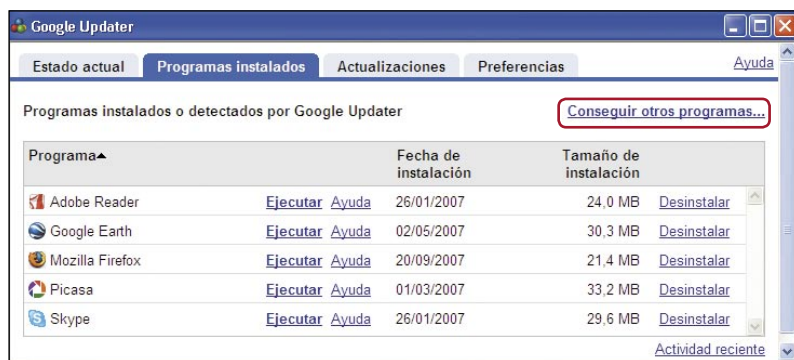 Google Updater
Estado actual Programas instalados Actualizaciones Preferencias Ayuda
Programas instalados o detectados por Google Updater Conseguir otros programas...
Programa Fecha de instalación Tamaño de instalación
Adobe Reader Ejecutar Ayuda 26/01/2007 24,0 MB Desinstalar
Google Earth Ejecutar Ayuda 02/05/2007 30,3 MB Desinstalar
Mozilla Firefox Ejecutar Ayuda 20/09/2007 21,4 MB Desinstalar
Picasa Ejecutar Ayuda 01/03/2007 33,2 MB Desinstalar
Skype Ejecutar Ayuda 26/01/2007 29,6 MB Desinstalar
Actividad reciente